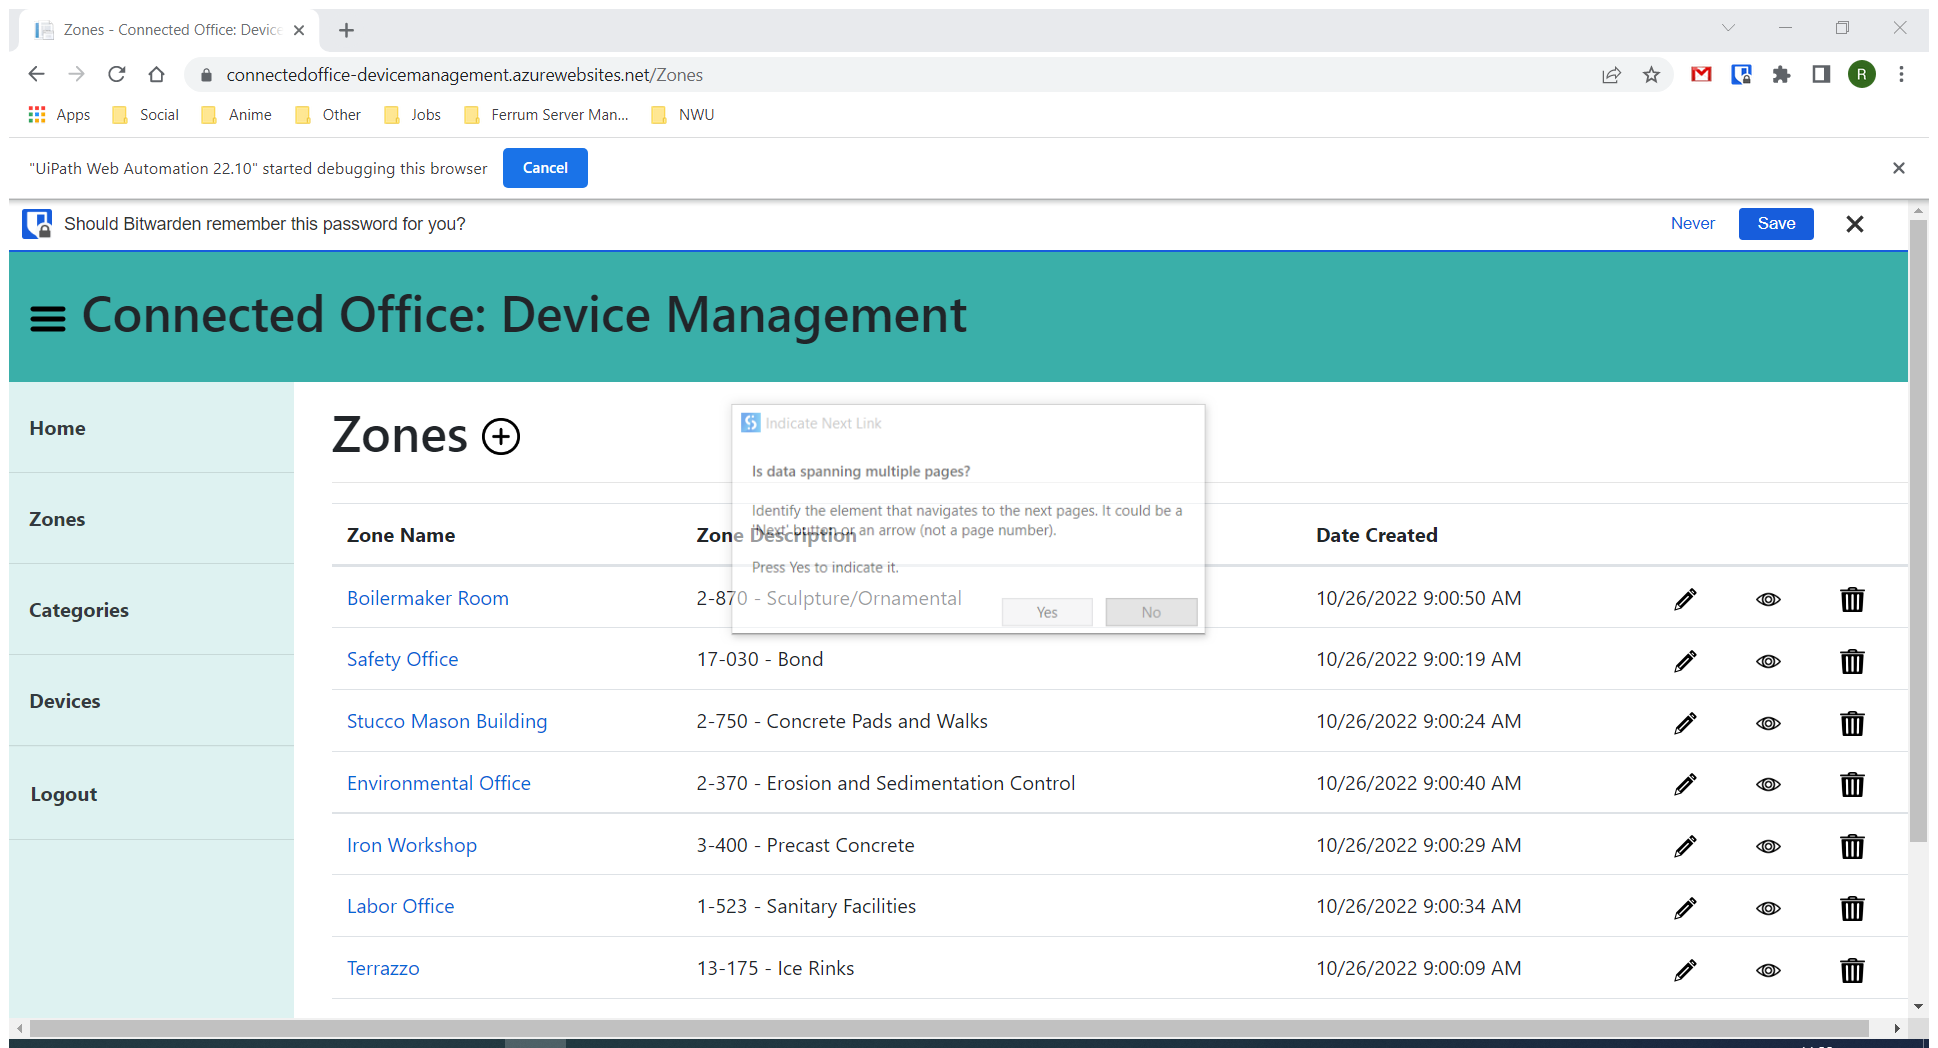 Zones - Connected Office: Device
connectedoffice-devicemanagement.azurewebsites.net/Zones
R
Apps Social Anime Other Jobs Ferrum Server Man... NWU
"UiPath Web Automation 22.10" started debugging this browser Cancel
Should Bitwarden remember this password for you? Never Save
Connected Office: Device Management
Home
Zones
Categories
Devices
Logout
Zones
Indicate Next Link
Is data spanning multiple pages?
Identify the element that navigates to the next pages. It could be a
'Next' button or an arrow (not a page number).
Press Yes to indicate it.
Yes No
Zone Name Zone Description Date Created
Boilermaker Room 2-870 - Sculpture/Ornamental 10/26/2022 9:00:50 AM
Safety Office 17-030 - Bond 10/26/2022 9:00:19 AM
Stucco Mason Building 2-750 - Concrete Pads and Walks 10/26/2022 9:00:24 AM
Environmental Office 2-370 - Erosion and Sedimentation Control 10/26/2022 9:00:40 AM
Iron Workshop 3-400 - Precast Concrete 10/26/2022 9:00:29 AM
Labor Office 1-523 - Sanitary Facilities 10/26/2022 9:00:34 AM
Terrazzo 13-175 - Ice Rinks 10/26/2022 9:00:09 AM